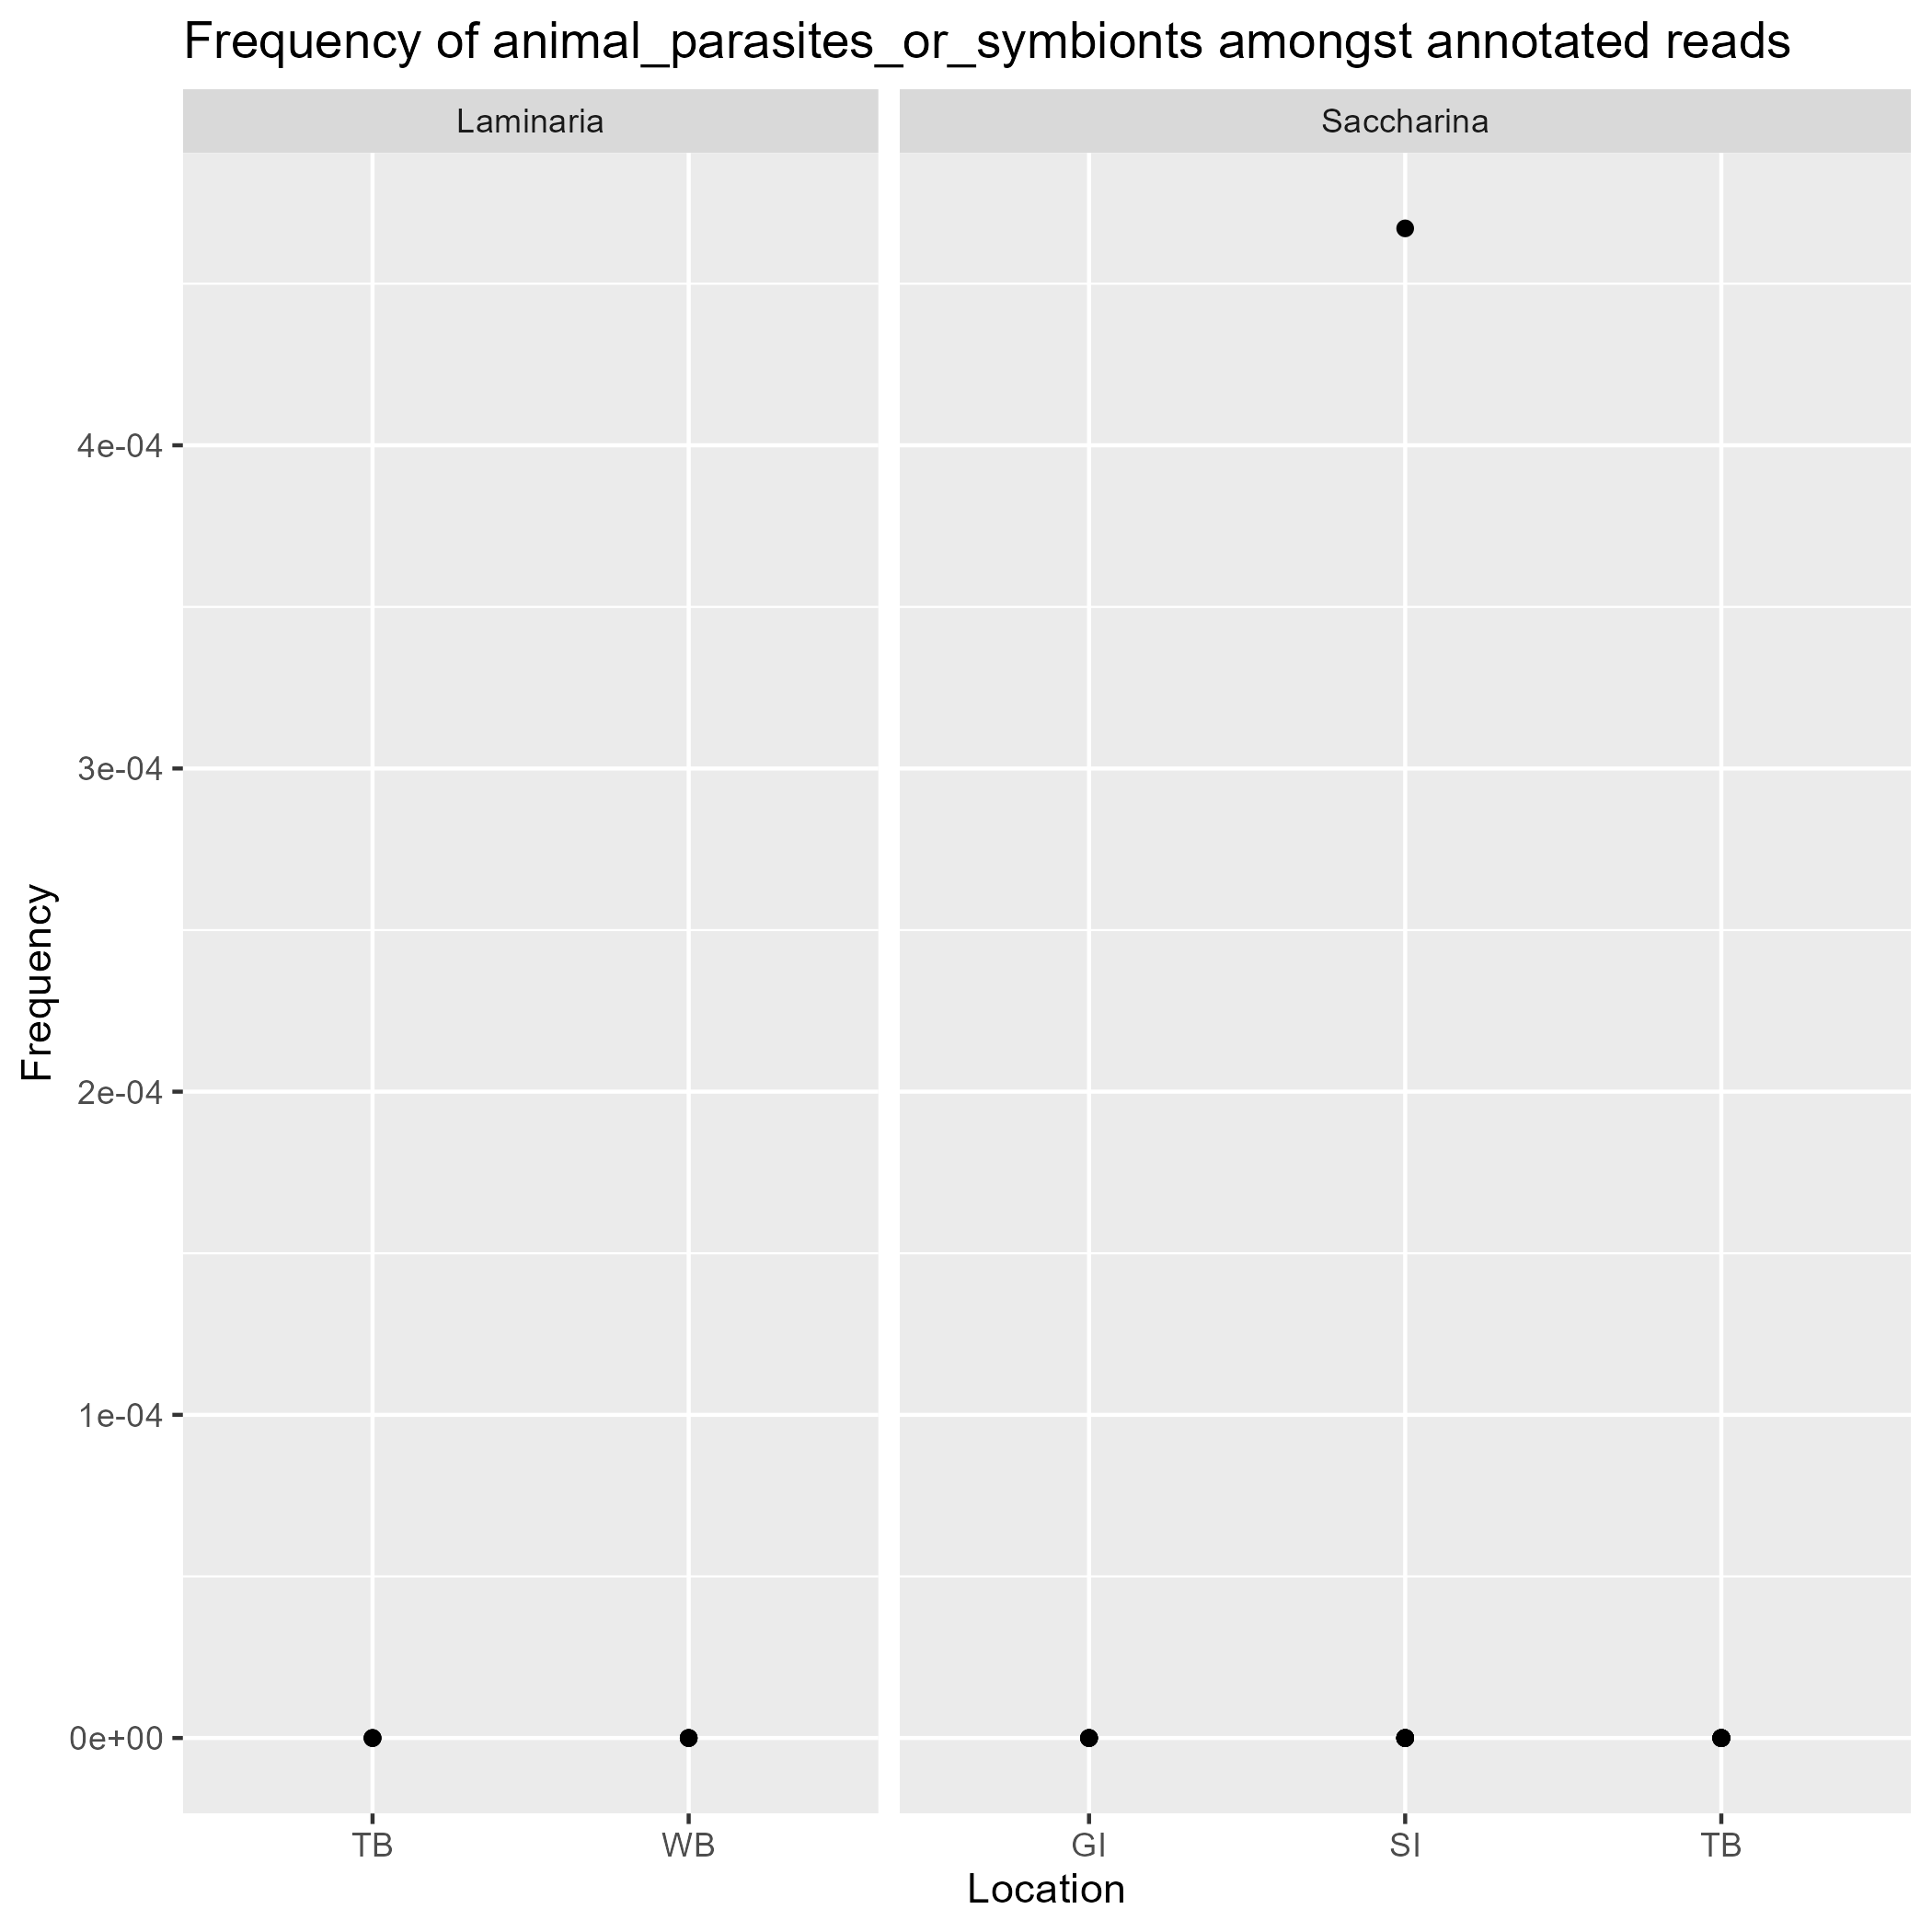 Frequency of animal_parasites_or_symbionts amongst annotated reads
Laminaria
Saccharina
Frequency
4e-04
3e-04
2e-04
1e-04
0e+00
TB
WB
GI
SI
TB
Location